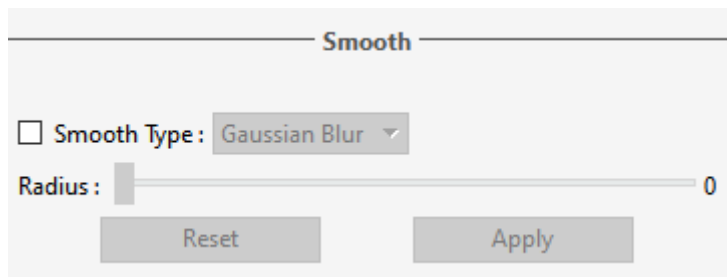 Smooth
Smooth Type : Gaussian Blur
Radius : 0
Reset Apply